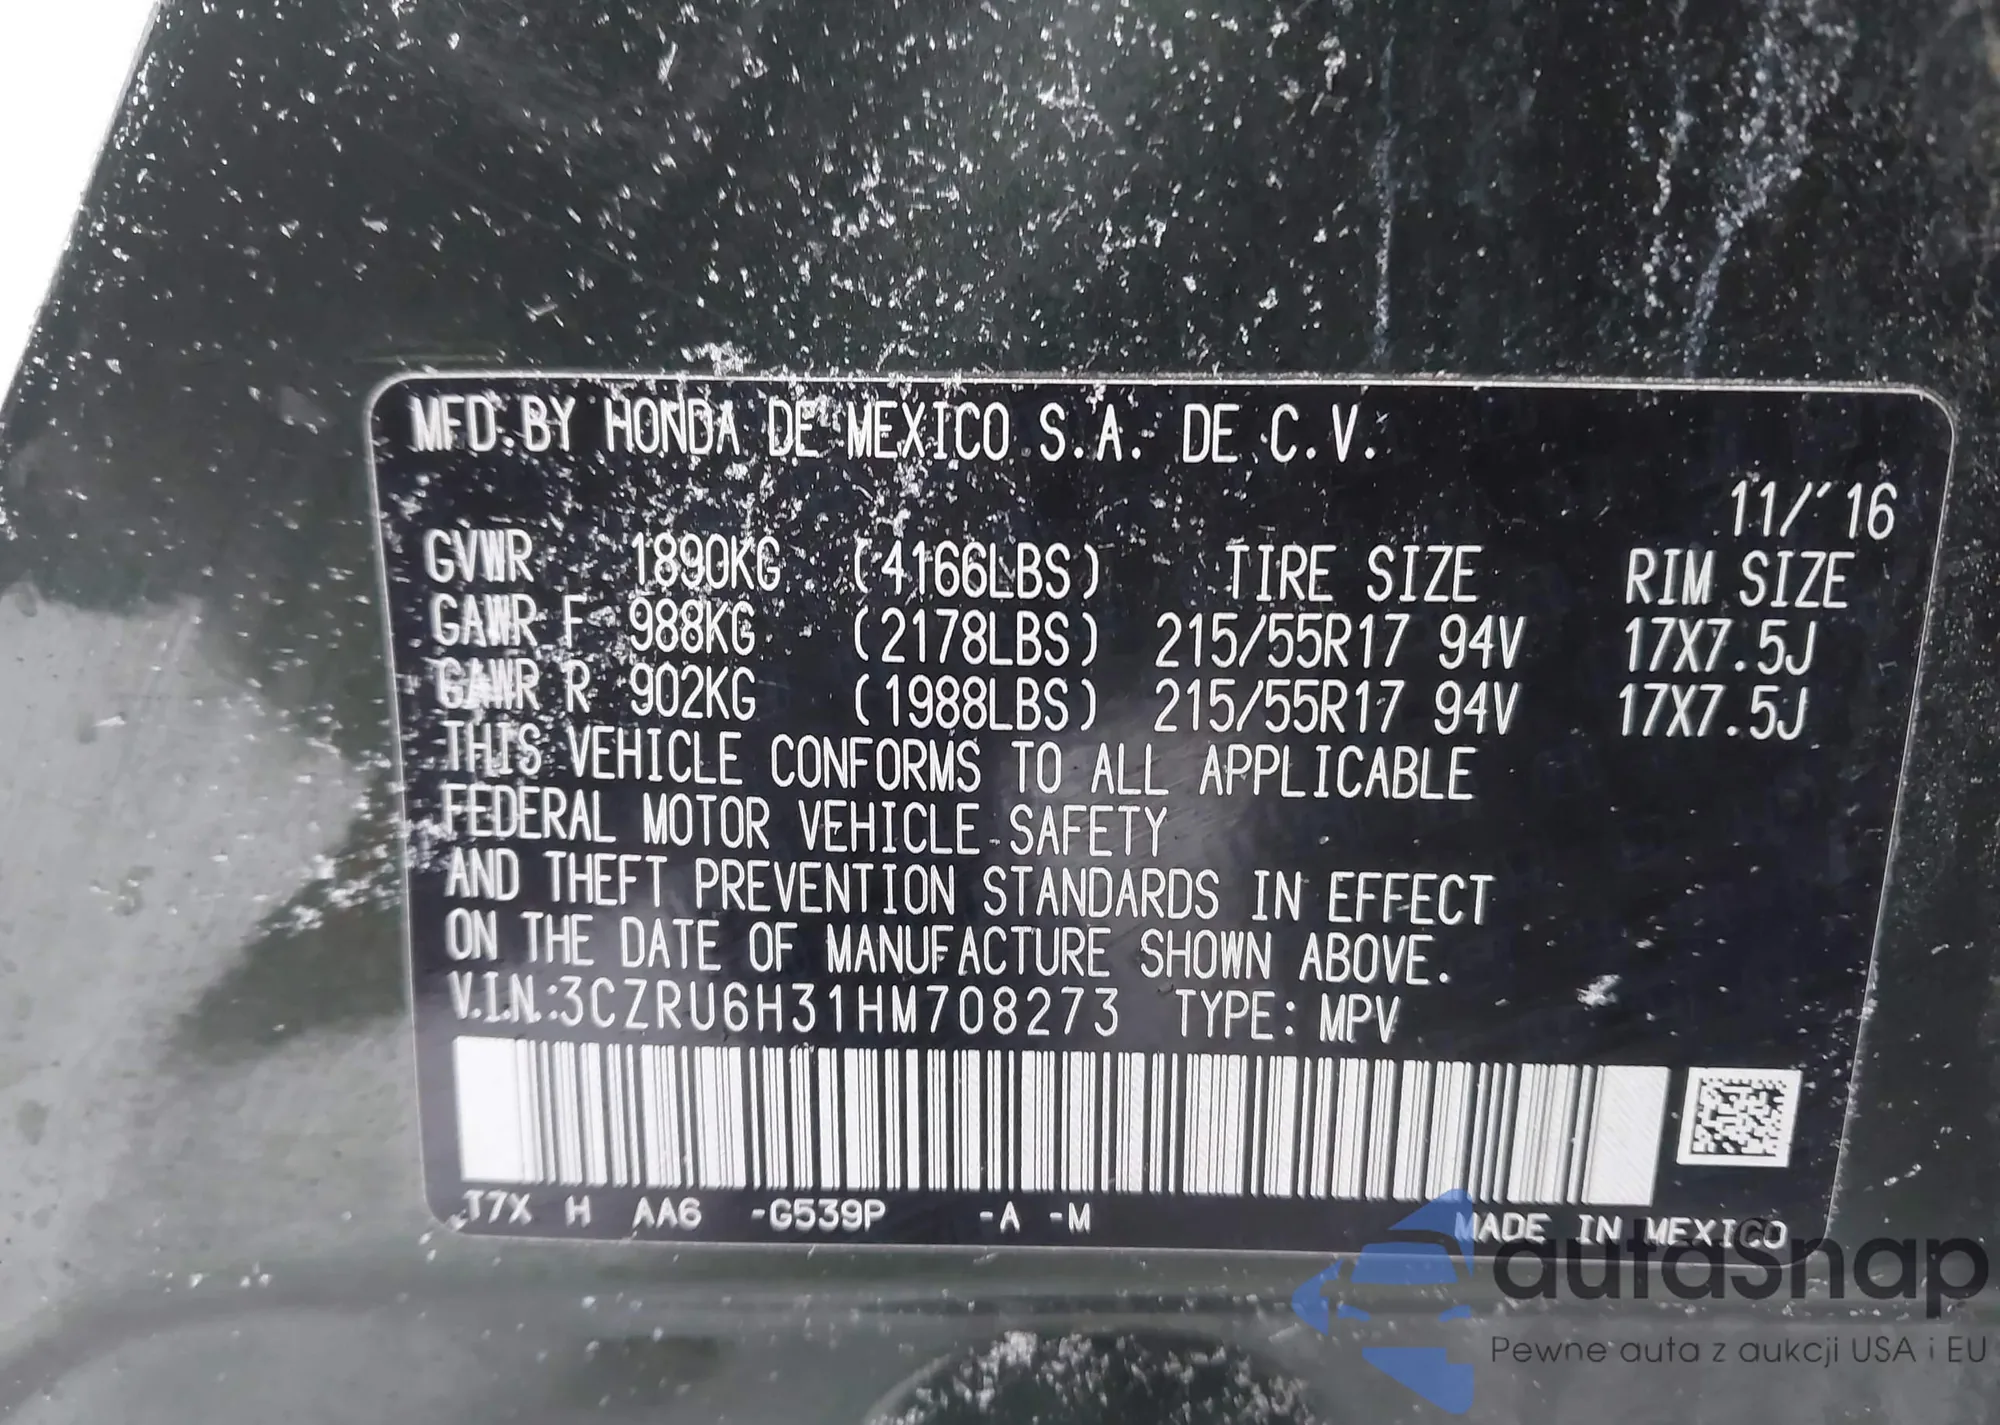 MFD.BY HONDA DE MEXICO S.A. DE C.V.
11/'16
GVWR 1890KG (4166LBS) TIRE SIZE RIM SIZE
GAWR F 988KG (2178LBS) 215/55R17 94V 17X7.5J
GAWR R 902KG (1988LBS) 215/55R17 94V 17X7.5J
THIS VEHICLE CONFORMS TO ALL APPLICABLE
FEDERAL MOTOR VEHICLE SAFETY
AND THEFT PREVENTION STANDARDS IN EFFECT
ON THE DATE OF MANUFACTURE SHOWN ABOVE.
V.I.N.:3CZRU6H31HM708273 TYPE: MPV
T7X H AA6 -G539P -A -M MADE IN MEXICO
autaSnap
Pewne auta z aukcji USA i EU